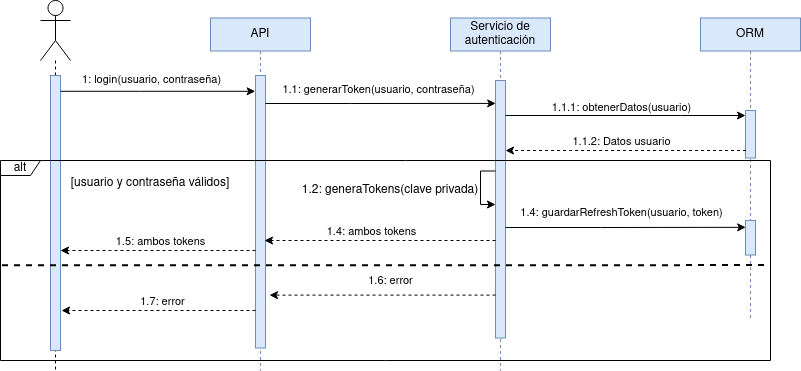 API
Servicio de
autenticación
ORM
1: login(usuario, contraseña)
1.1: generarToken(usuario, contraseña)
1.1.1: obtenerDatos(usuario)
1.1.2: Datos usuario
alt
[usuario y contraseña válidos]
1.2: generaTokens(clave privada)
1.4: guardarRefreshToken(usuario, token)
1.4: ambos tokens
1.5: ambos tokens
1.6: error
1.7: error